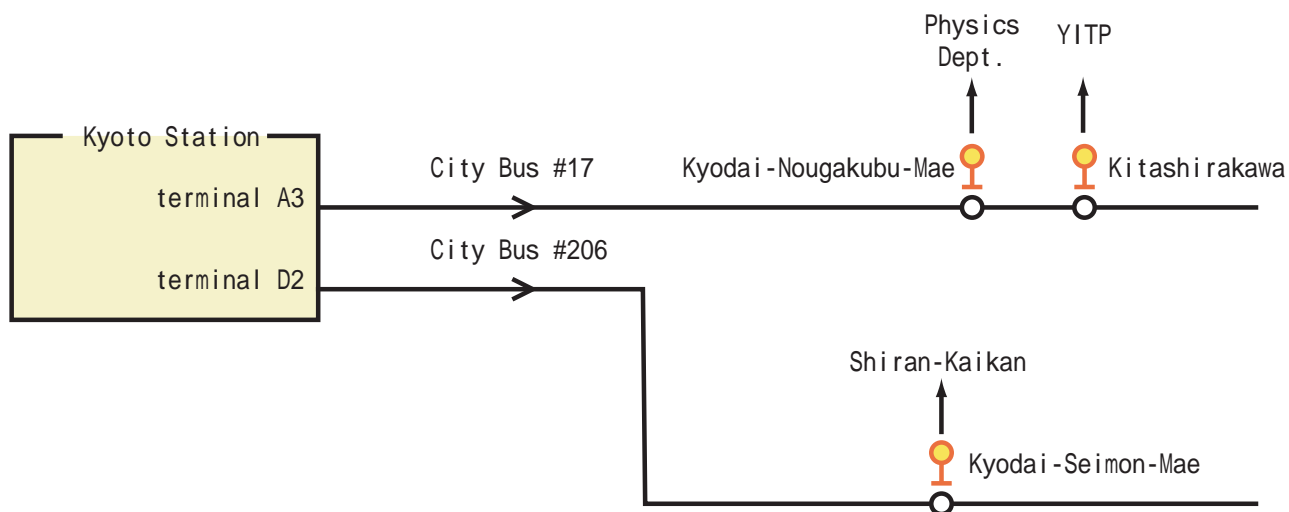 Physics
Dept.
YITP
Kyoto Station
City Bus #17
Kyodai-Nougakubu-Mae
Kitashirakawa
terminal A3
City Bus #206
terminal D2
Shiran-Kaikan
Kyodai-Seimon-Mae